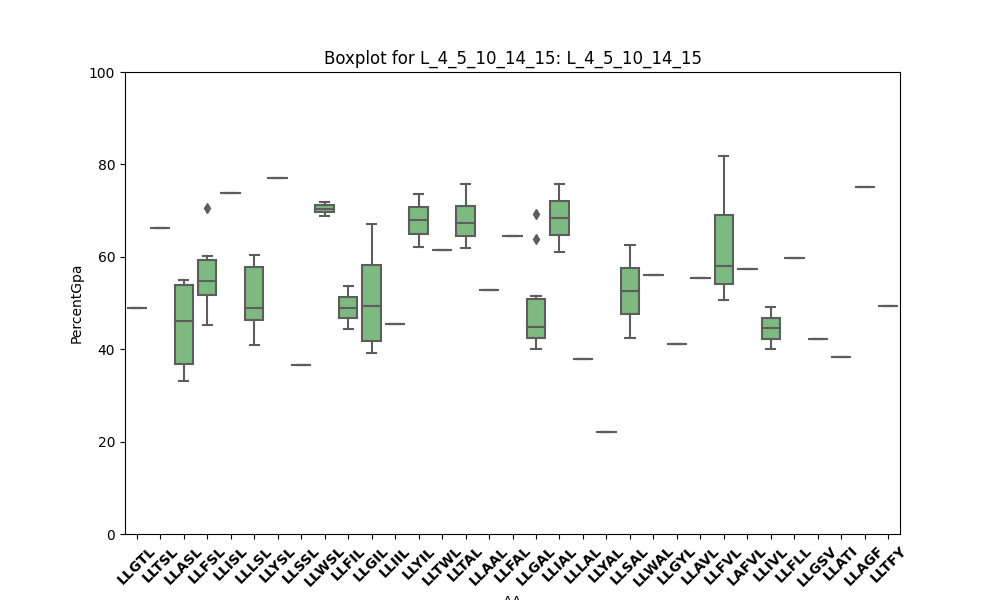 Boxplot for L_4_5_10_14_15: L_4_5_10_14_15
100
80
60
40
20
0
PercentGpa
LLGTL LLTSL LLASL LLFSL LLISL LLLSL LLYSL LLSSL LLWSL LLFIL LLGIL LLIIL LLYIL LLTWL LLTAL LLAAL LLFAL LLGAL LLIAL LLLAL LLYAL LLSAL LLWAL LLGYL LLAVL LLFVL LAFVL LLIVL LLFLL LLGSV LLATI LLAGF LLTFY
AA